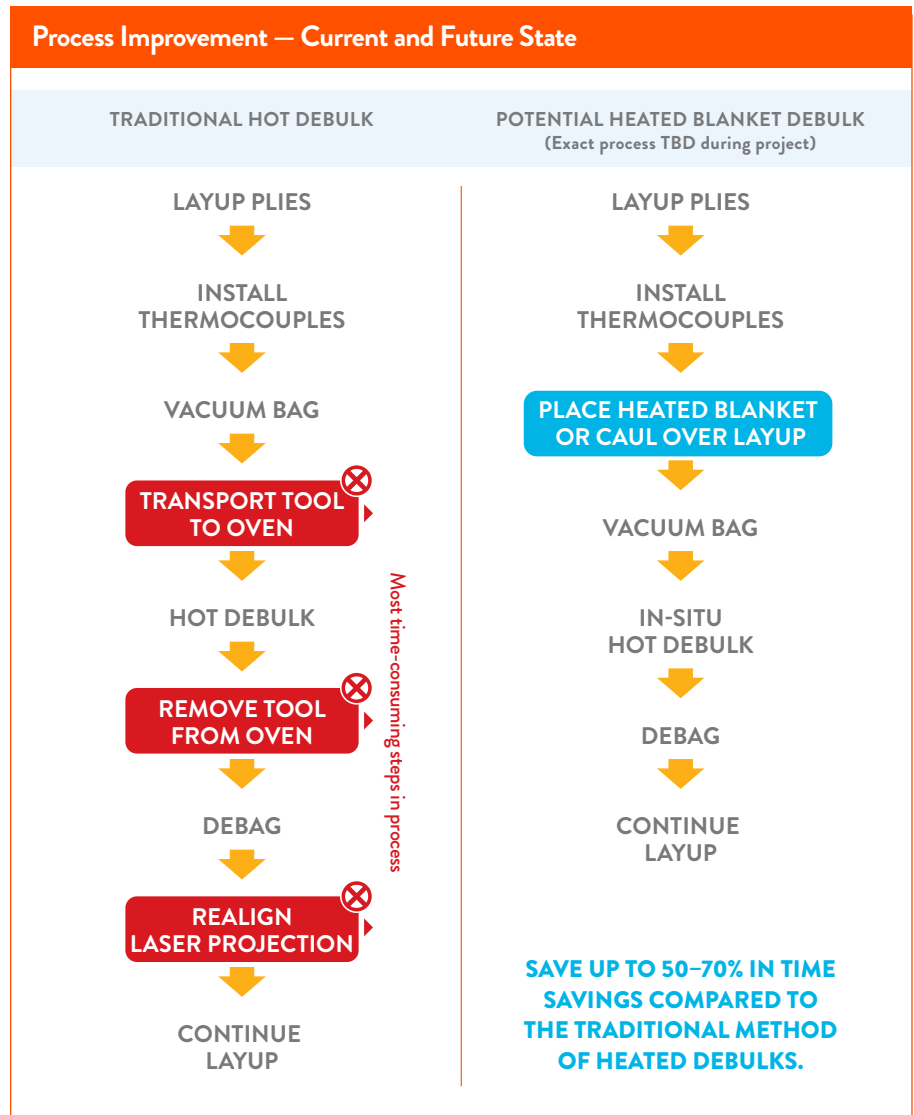 Process Improvement — Current and Future State
TRADITIONAL HOT DEBULK
LAYUP PLIES
INSTALL
THERMOCOUPLES
VACUUM BAG
TRANSPORT TOOL
TO OVEN
HOT DEBULK
REMOVE TOOL
FROM OVEN
DEBAG
REALIGN
LASER PROJECTION
CONTINUE
LAYUP
Most time-consuming steps in process
POTENTIAL HEATED BLANKET DEBULK
(Exact process TBD during project)
LAYUP PLIES
INSTALL
THERMOCOUPLES
PLACE HEATED BLANKET
OR CAUL OVER LAYUP
VACUUM BAG
IN-SITU
HOT DEBULK
DEBAG
CONTINUE
LAYUP
SAVE UP TO 50–70% IN TIME
SAVINGS COMPARED TO
THE TRADITIONAL METHOD
OF HEATED DEBULKS.